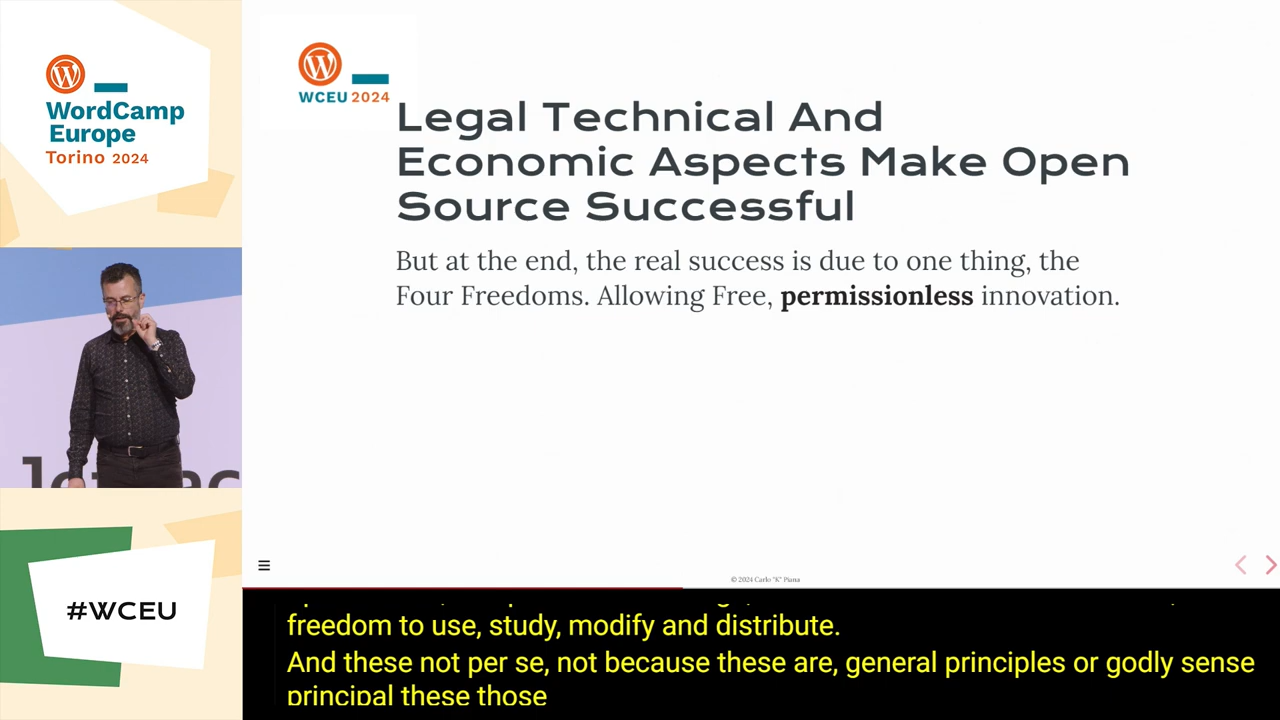 WordCamp
Europe
Torino 2024
WCEU 2024
Legal Technical And
Economic Aspects Make Open
Source Successful
But at the end, the real success is due to one thing, the
Four Freedoms. Allowing Free, permissionless innovation.
© 2024 Carlo "K" Piana
#WCEU
freedom to use, study, modify and distribute.
And these not per se, not because these are, general principles or godly sense
principal these those